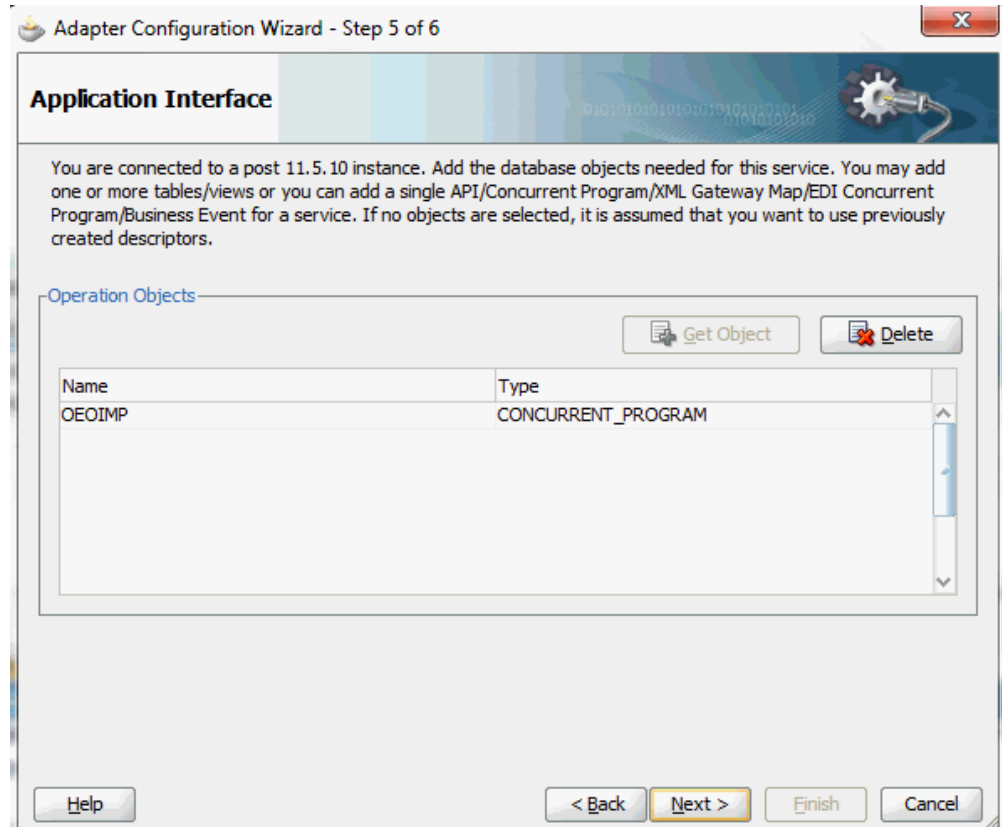 Adapter Configuration Wizard - Step 5 of 6
X
Application Interface
You are connected to a post 11.5.10 instance. Add the database objects needed for this service. You may add
one or more tables/views or you can add a single API/Concurrent Program/XML Gateway Map/EDI Concurrent
Program/Business Event for a service. If no objects are selected, it is assumed that you want to use previously
created descriptors.
Operation Objects
Get Object Delete
Name Type
OEOIMP CONCURRENT_PROGRAM
Help < Back Next > Finish Cancel